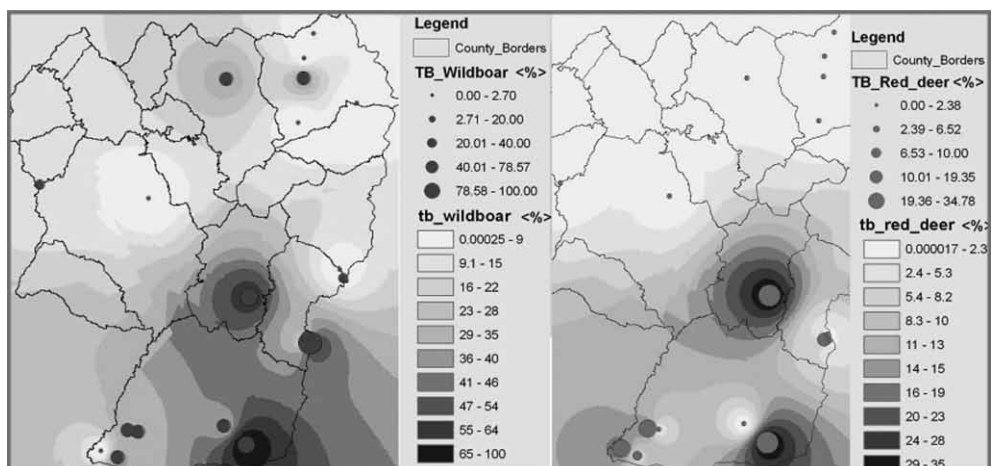 Legend
County_Borders
TB_Wildboar <%>
0.00 - 2.70
2.71 - 20.00
20.01 - 40.00
40.01 - 78.57
78.58 - 100.00
tb_wildboar <%>
0.00025 - 9
9.1 - 15
16 - 22
23 - 28
29 - 35
36 - 40
41 - 46
47 - 54
55 - 64
65 - 100
Legend
County_Borders
TB_Red_deer <%>
0.00 - 2.38
2.39 - 6.52
6.53 - 10.00
10.01 - 19.35
19.36 - 34.78
tb_red_deer <%>
0.000017 - 2.3
2.4 - 5.3
5.4 - 8.2
8.3 - 10
11 - 13
14 - 15
16 - 19
20 - 23
24 - 28
29 - 35